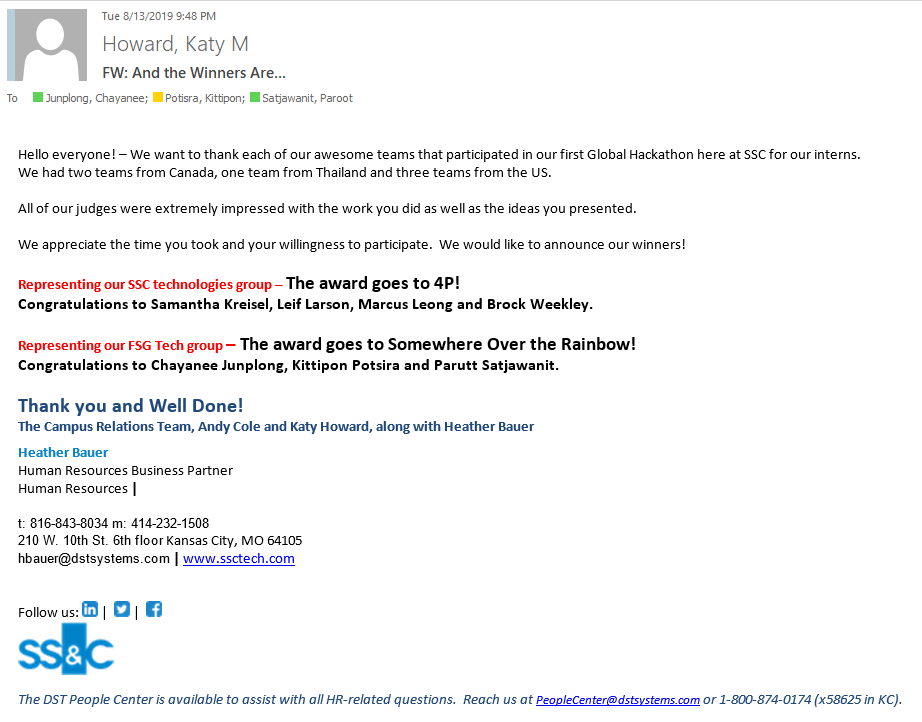 Tue 8/13/2019 9:48 PM
Howard, Katy M
FW: And the Winners Are...
To Junplong, Chayanee; Potisra, Kittipon; Satjawanit, Paroot
Hello everyone! – We want to thank each of our awesome teams that participated in our first Global Hackathon here at SSC for our interns.
We had two teams from Canada, one team from Thailand and three teams from the US.
All of our judges were extremely impressed with the work you did as well as the ideas you presented.
We appreciate the time you took and your willingness to participate.  We would like to announce our winners!
Representing our SSC technologies group – The award goes to 4P!
Congratulations to Samantha Kreisel, Leif Larson, Marcus Leong and Brock Weekley.
Representing our FSG Tech group – The award goes to Somewhere Over the Rainbow!
Congratulations to Chayanee Junplong, Kittipon Potsira and Parutt Satjawanit.
Thank you and Well Done!
The Campus Relations Team, Andy Cole and Katy Howard, along with Heather Bauer
Heather Bauer
Human Resources Business Partner
Human Resources |
t: 816-843-8034 m: 414-232-1508
210 W. 10th St. 6th floor Kansas City, MO 64105
hbauer@dstsystems.com | www.ssctech.com
Follow us: in | | f
SS&C
The DST People Center is available to assist with all HR-related questions.  Reach us at PeopleCenter@dstsystems.com or 1-800-874-0174 (x58625 in KC).